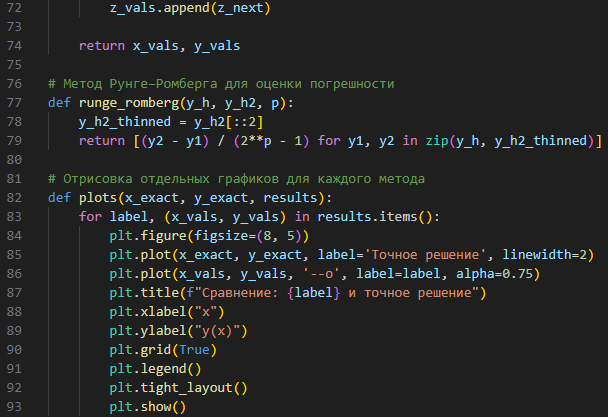 72            z_vals.append(z_next)
73
74        return x_vals, y_vals
75
76    # Метод Рунге–Ромберга для оценки погрешности
77    def runge_romberg(y_h, y_h2, p):
78        y_h2_thinned = y_h2[::2]
79        return [(y2 - y1) / (2**p - 1) for y1, y2 in zip(y_h, y_h2_thinned)]
80
81    # Отрисовка отдельных графиков для каждого метода
82    def plots(x_exact, y_exact, results):
83        for label, (x_vals, y_vals) in results.items():
84            plt.figure(figsize=(8, 5))
85            plt.plot(x_exact, y_exact, label='Точное решение', linewidth=2)
86            plt.plot(x_vals, y_vals, '--o', label=label, alpha=0.75)
87            plt.title(f"Сравнение: {label} и точное решение")
88            plt.xlabel("x")
89            plt.ylabel("y(x)")
90            plt.grid(True)
91            plt.legend()
92            plt.tight_layout()
93            plt.show()